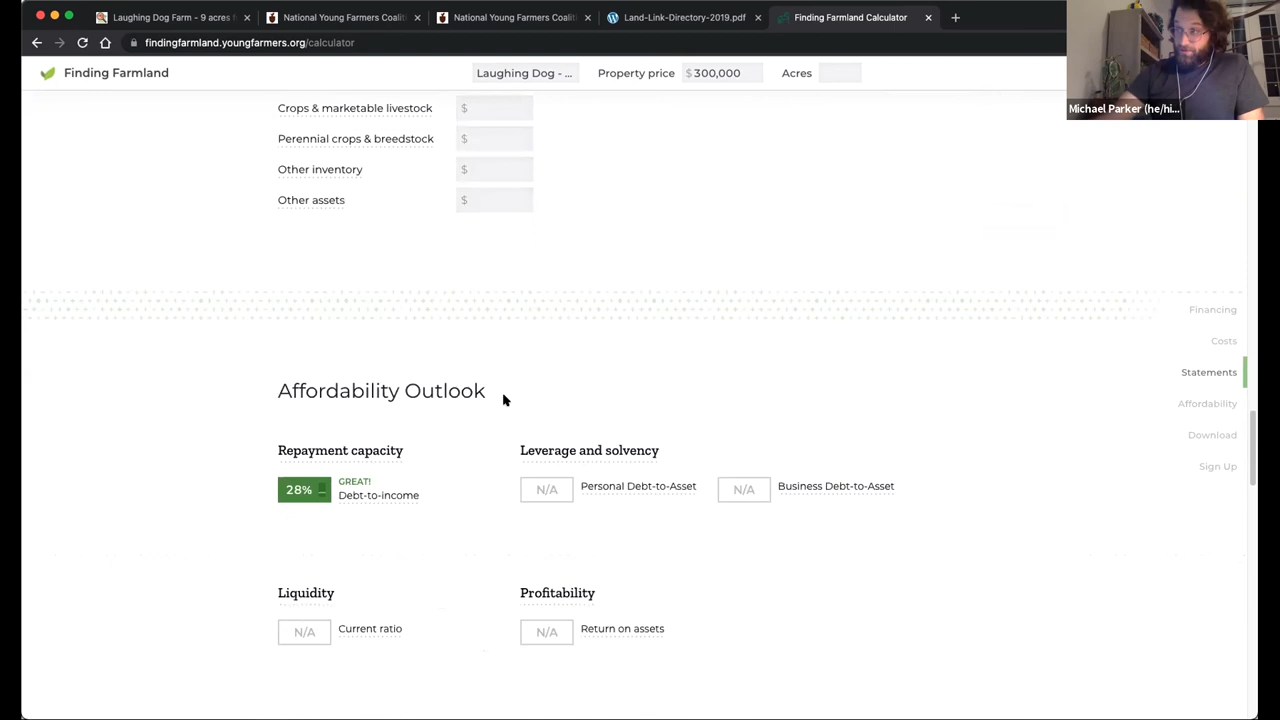 Laughing Dog Farm - 9 acres f
National Young Farmers Coalit
National Young Farmers Coalit
Land-Link-Directory-2019.pdf
Finding Farmland Calculator
findingfarmland.youngfarmers.org/calculator
Finding Farmland
Laughing Dog - ...
Property price
$ 300,000
Acres
Michael Parker (he/hi...
Crops & marketable livestock
$
Perennial crops & breedstock
$
Other inventory
$
Other assets
$
Financing
Costs
Statements
Affordability
Download
Sign Up
Affordability Outlook
Repayment capacity
28%
GREAT!
Debt-to-income
Leverage and solvency
N/A
Personal Debt-to-Asset
N/A
Business Debt-to-Asset
Liquidity
N/A
Current ratio
Profitability
N/A
Return on assets